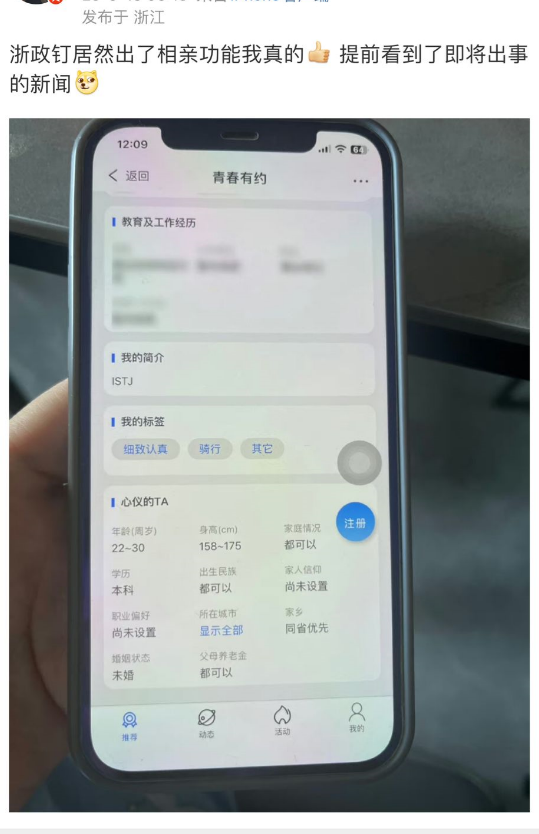 发布于 浙江
浙政钉居然出了相亲功能我真的👍 提前看到了即将出事
的新闻
12:09
64
返回
青春有约
教育及工作经历
我的简介
ISTJ
我的标签
细致认真 骑行 其它
心仪的TA
注册
年龄(周岁) 身高(cm) 家庭情况
22~30 158~175 都可以
学历 出生民族 家人信仰
本科 都可以 尚未设置
职业偏好 所在城市 家乡
尚未设置 显示全部 同省优先
婚姻状态 父母养老金
未婚 都可以
推荐 动态 活动 我的